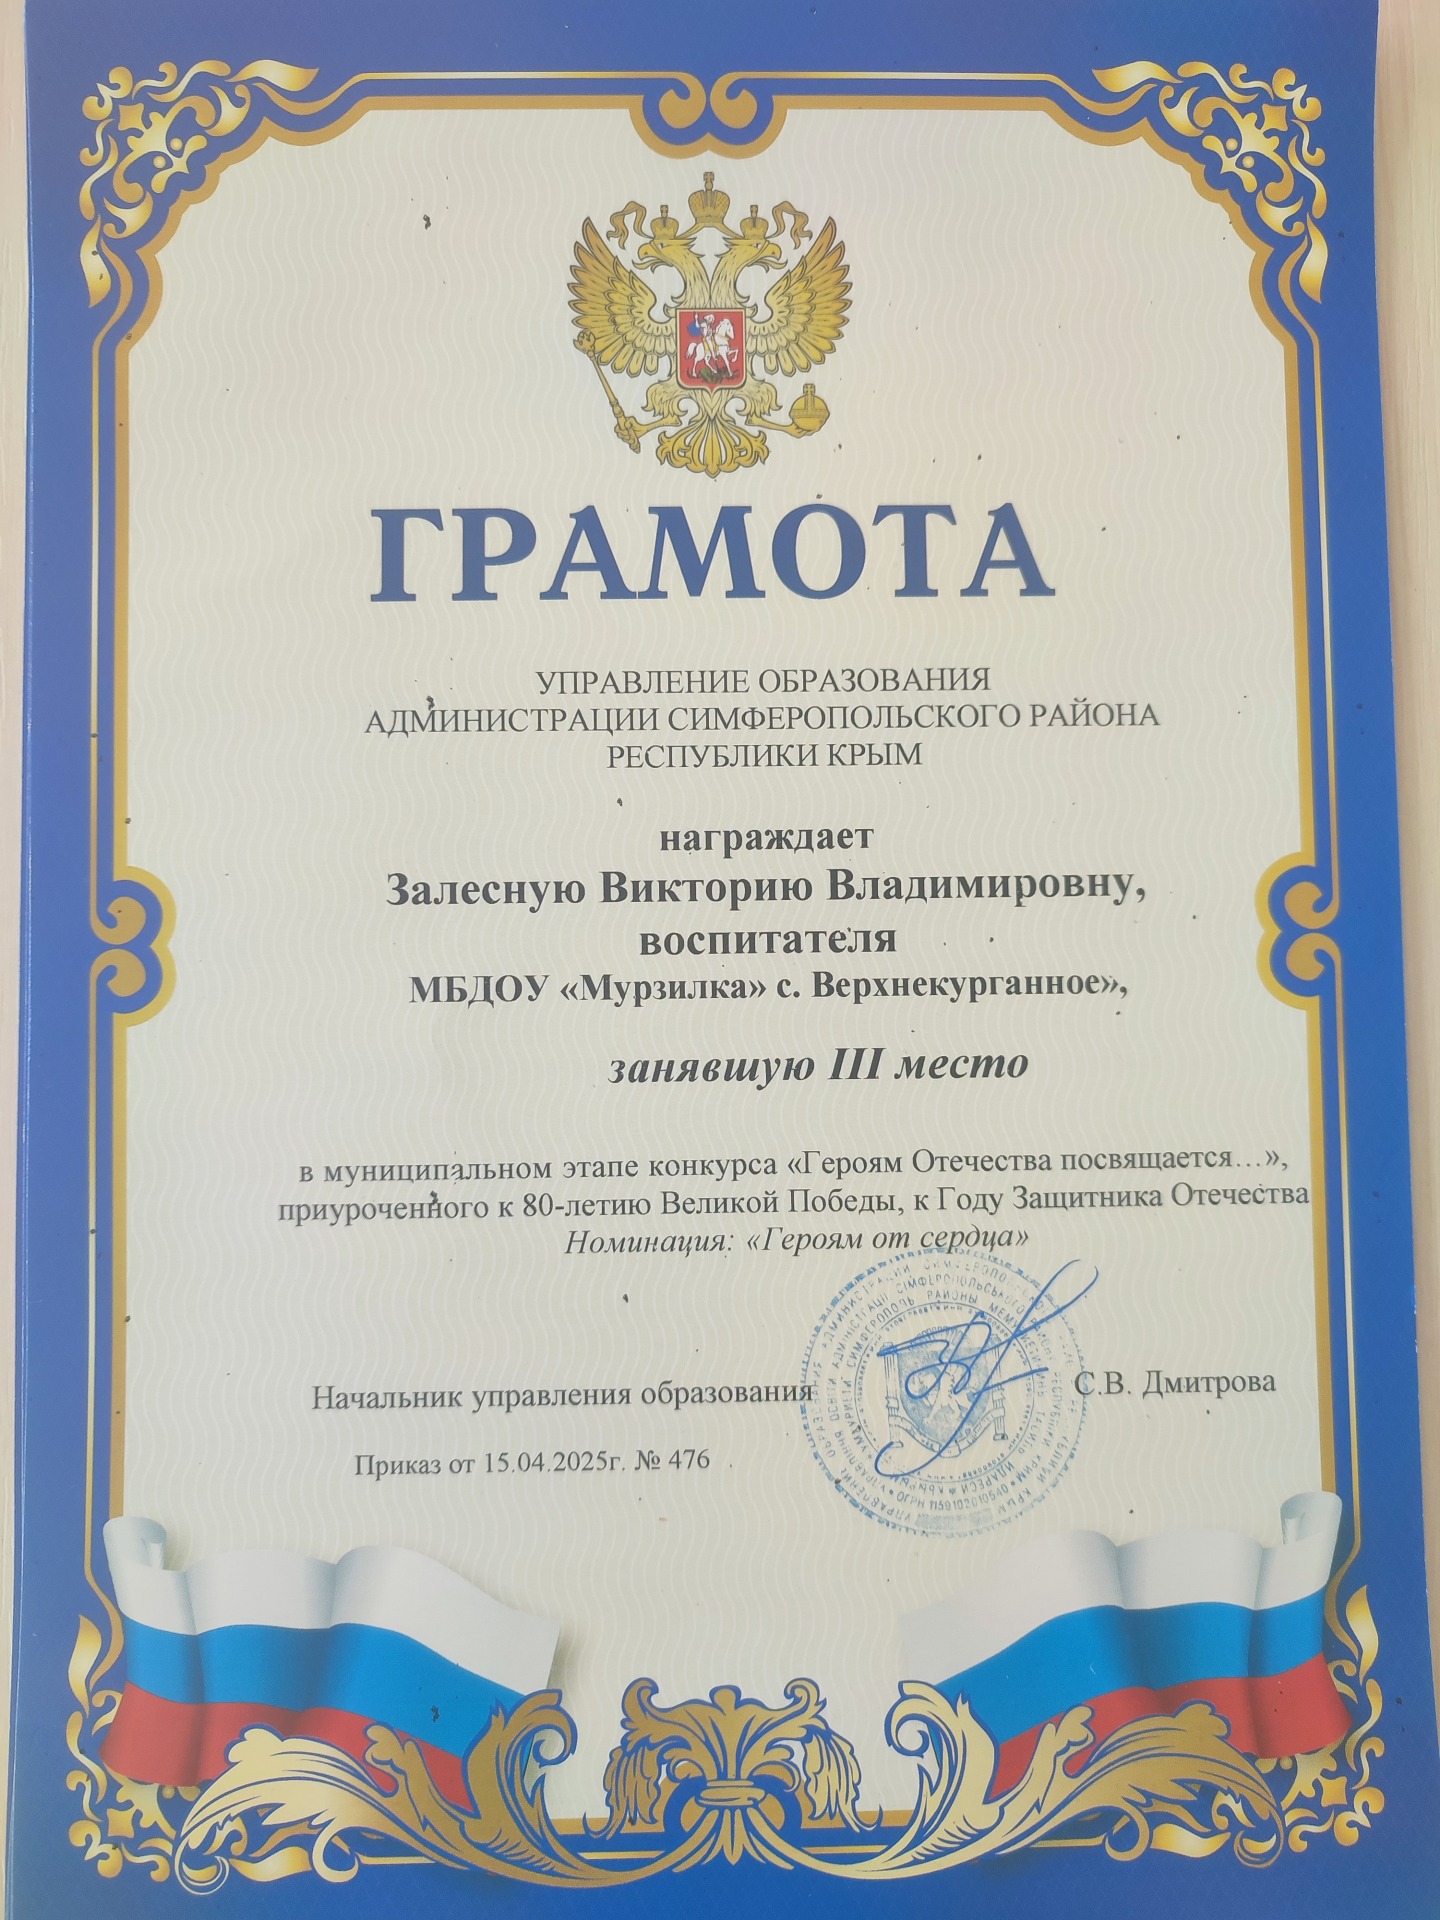 ГРАМОТА
УПРАВЛЕНИЕ ОБРАЗОВАНИЯ
АДМИНИСТРАЦИИ СИМФЕРОПОЛЬСКОГО РАЙОНА
РЕСПУБЛИКИ КРЫМ
награждает
Залесную Викторию Владимировну,
воспитателя
МБДОУ «Мурзилка» с. Верхнекурганное»,
занявшую III место
в муниципальном этапе конкурса «Героям Отечества посвящается…»,
приуроченного к 80-летию Великой Победы, к Году Защитника Отечества
Номинация: «Героям от сердца»
Начальник управления образования С.В. Дмитрова
Приказ от 15.04.2025г. № 476
ОГРН 1159102010540